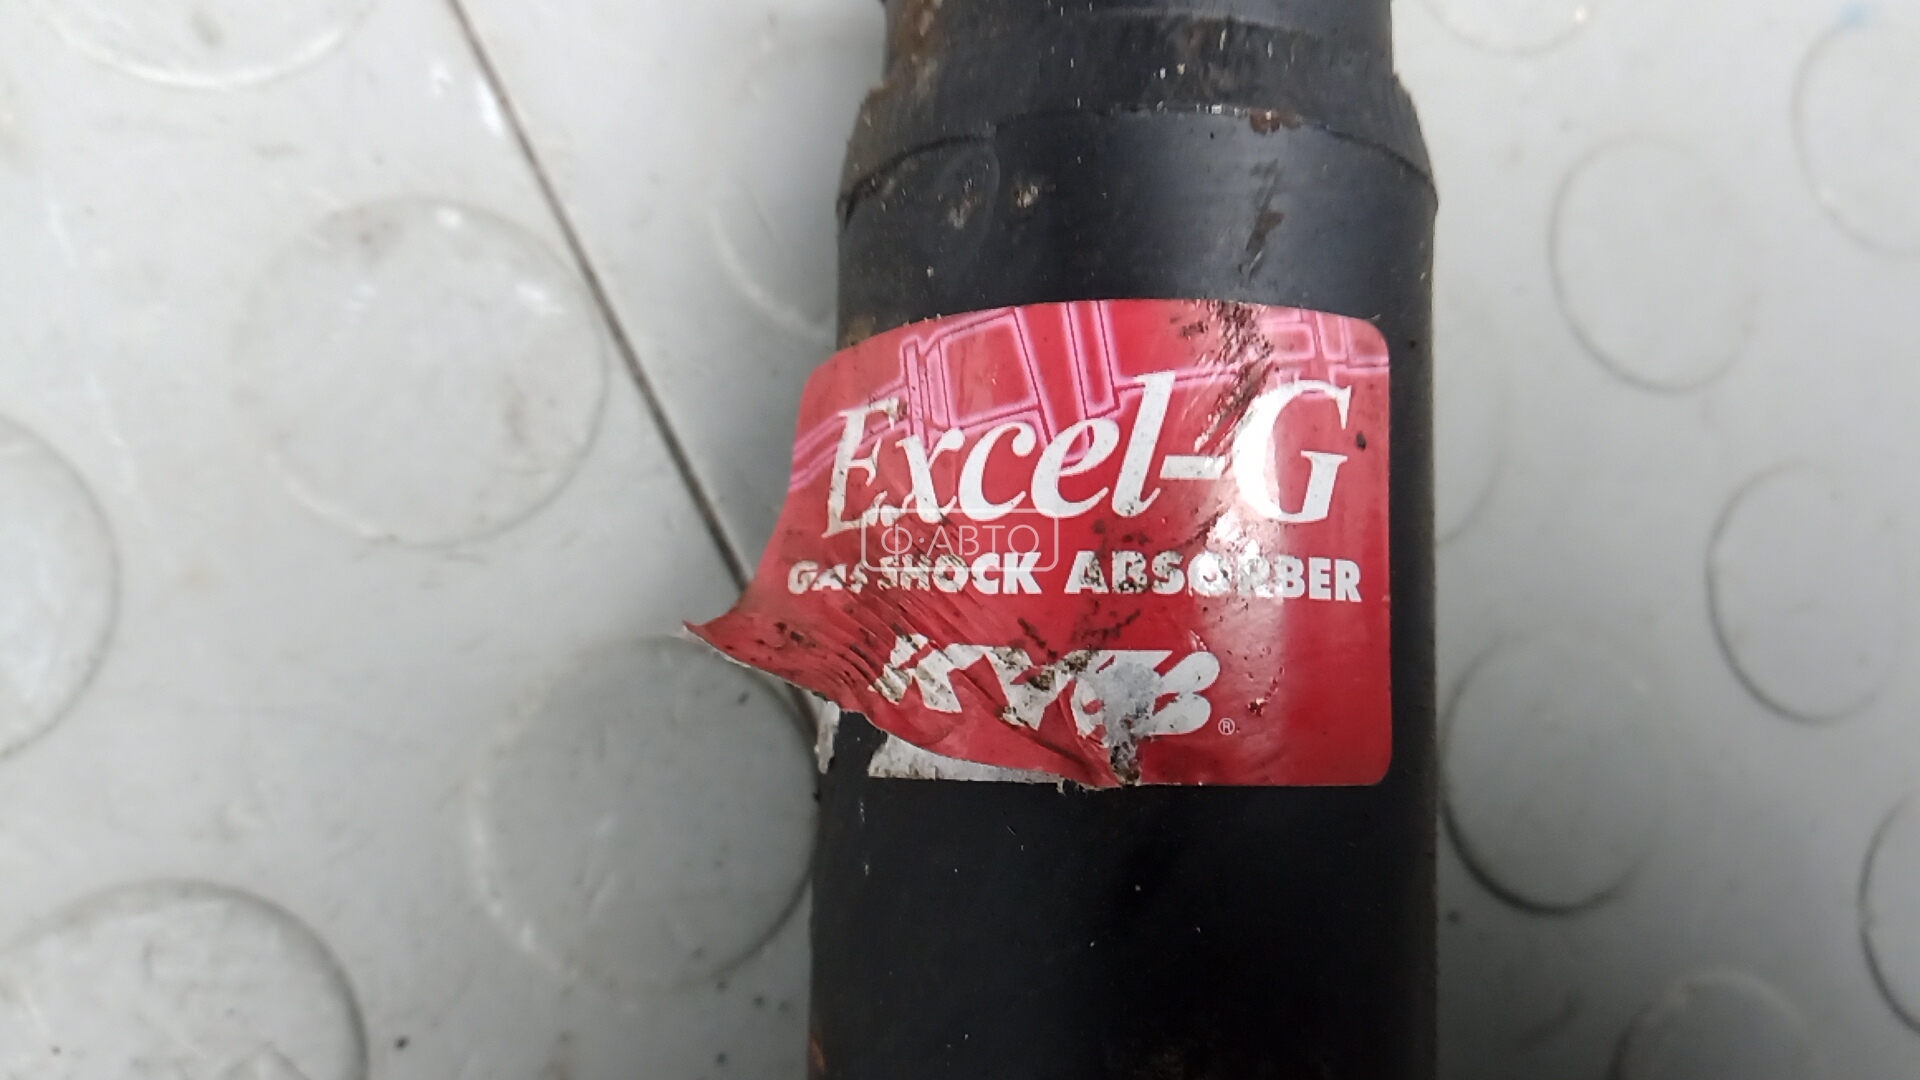 Excel-G
Ф·АВТО
GAS SHOCK ABSORBER
KYB®